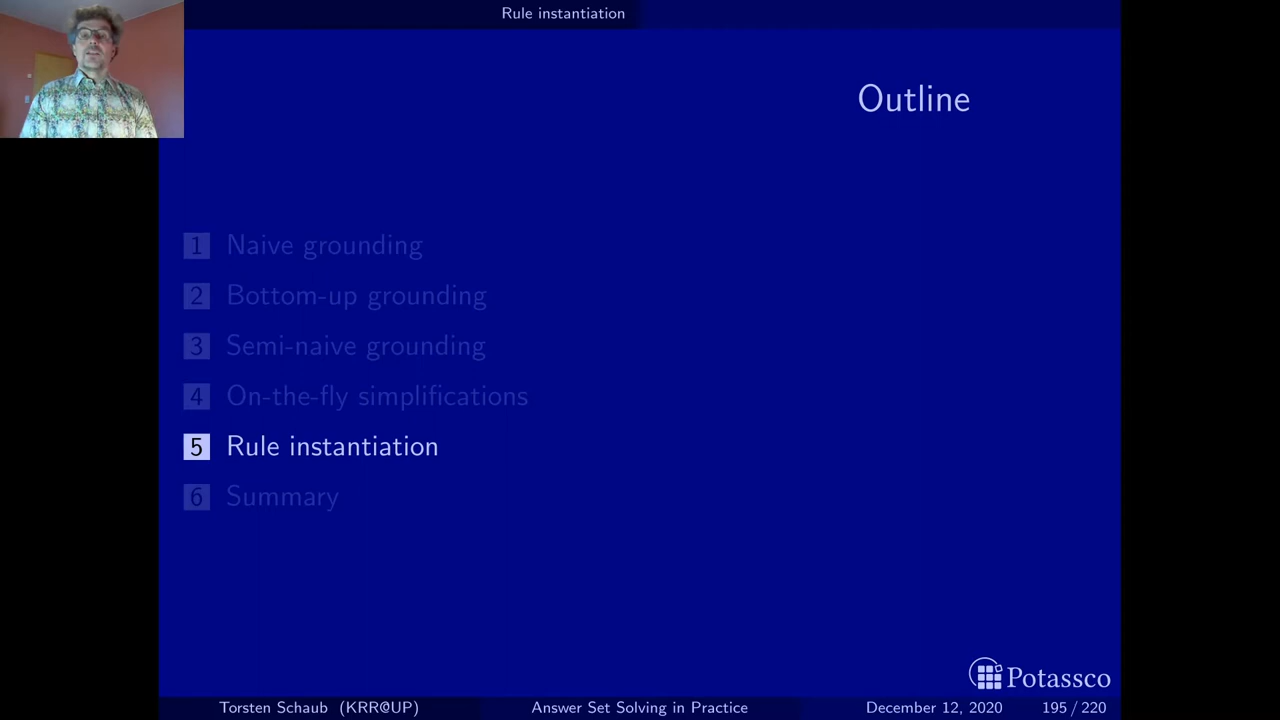 Rule instantiation
Outline
1 Naive grounding
2 Bottom-up grounding
3 Semi-naive grounding
4 On-the-fly simplifications
5 Rule instantiation
6 Summary
Potassco
Torsten Schaub (KRR@UP) Answer Set Solving in Practice December 12, 2020 195 / 220